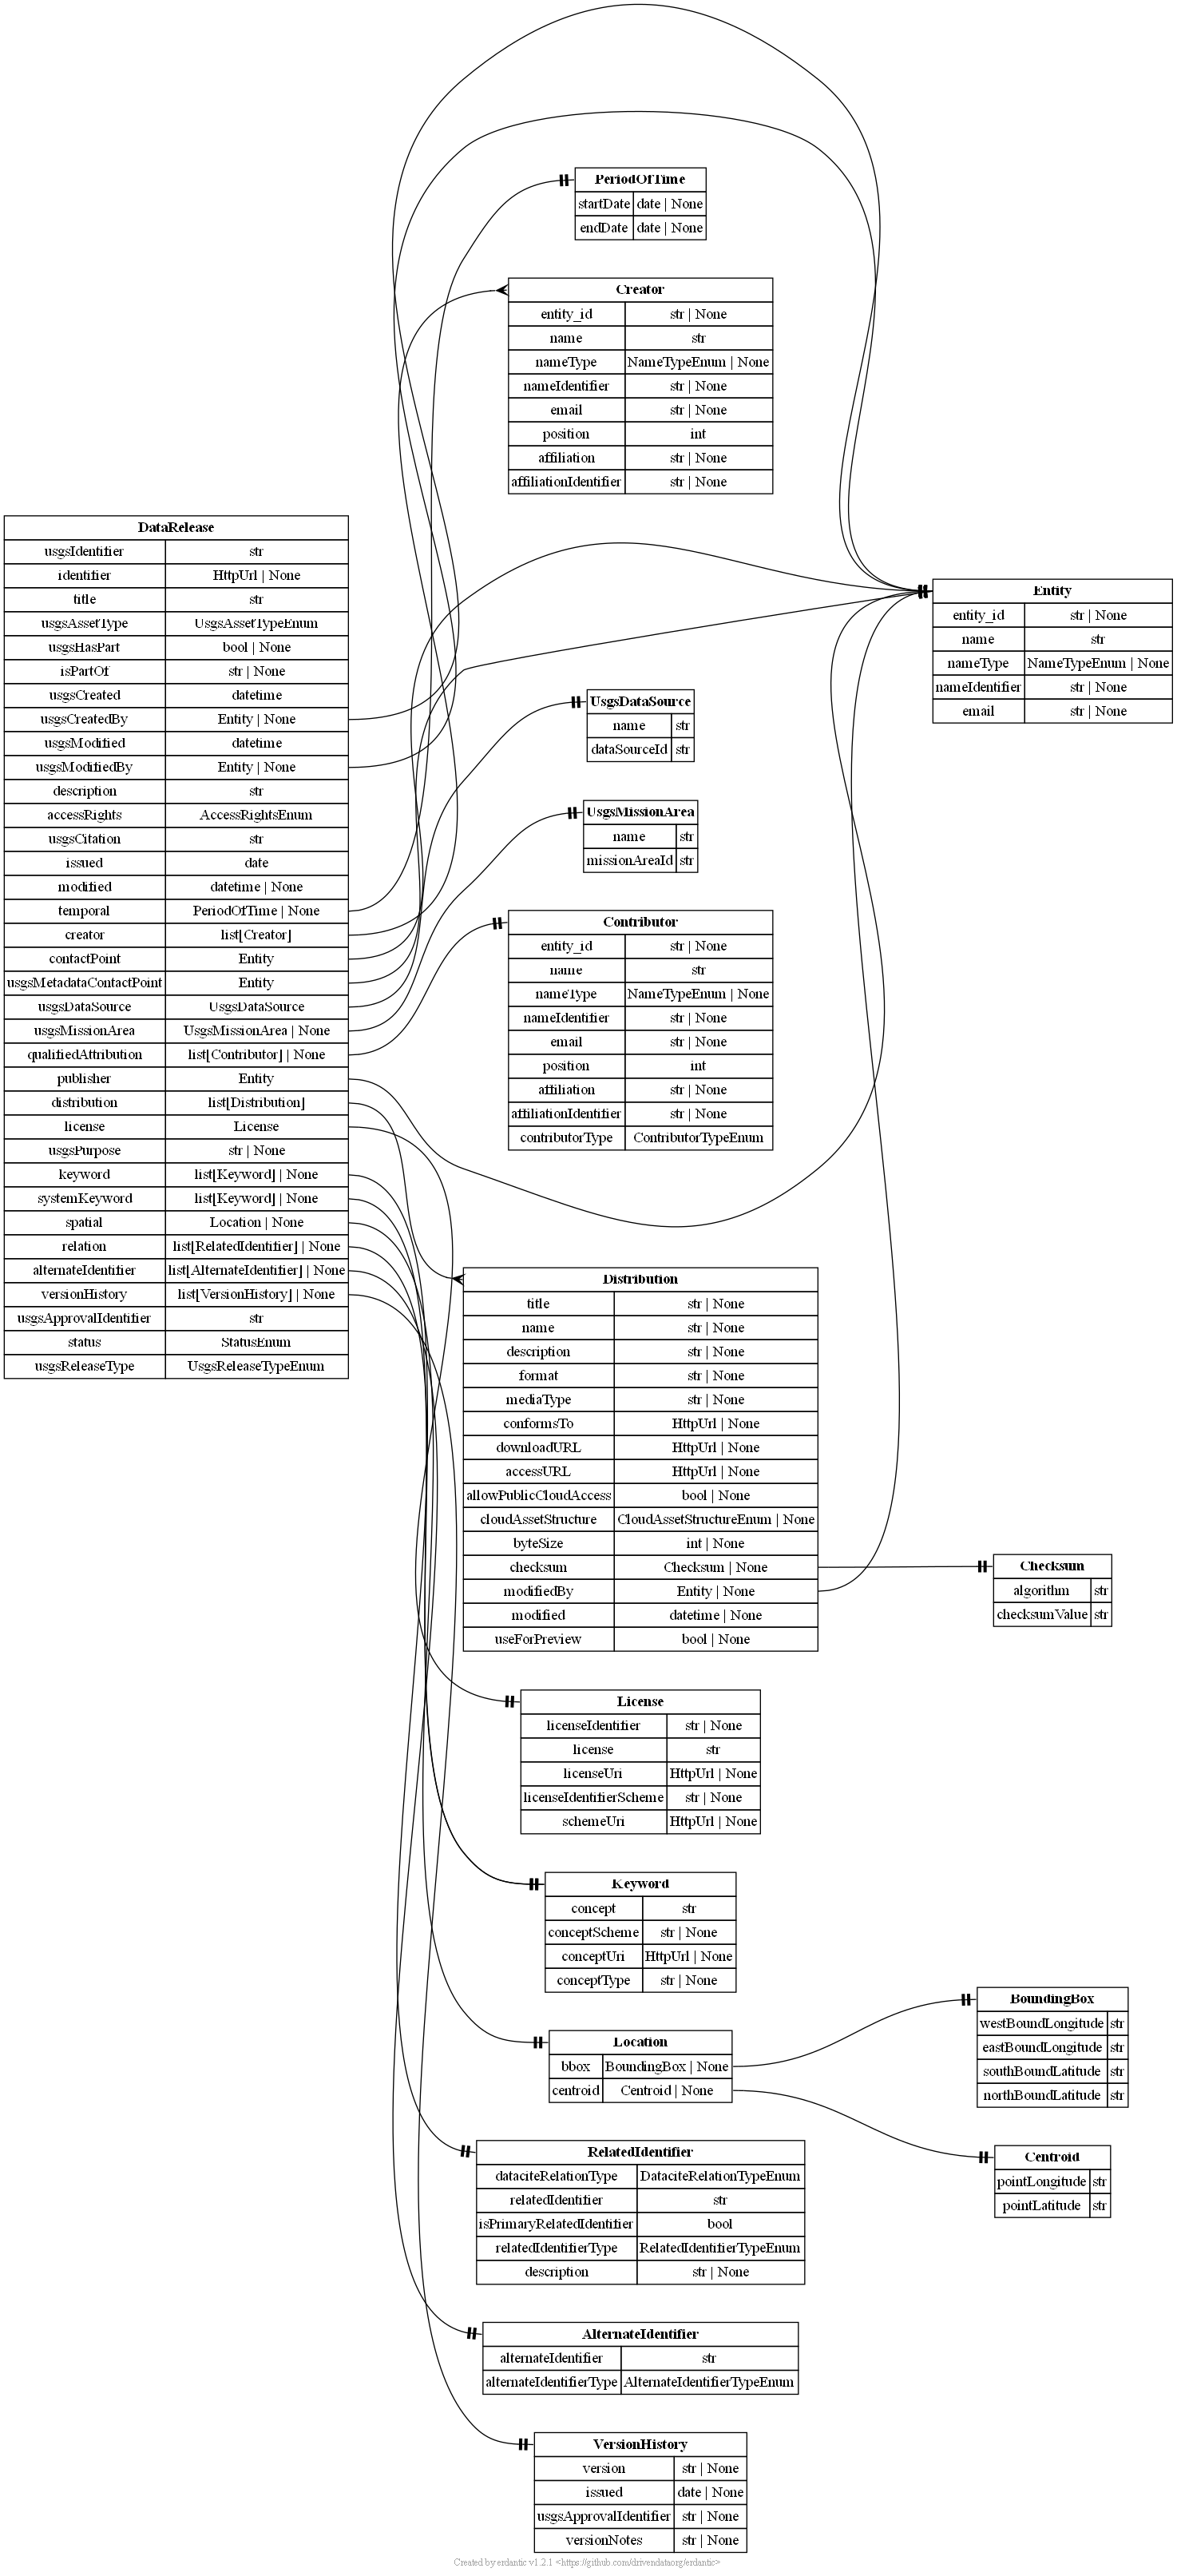 PeriodOfTime
startDate date | None
endDate date | None
Creator
entity_id str | None
name str
nameType NameTypeEnum | None
nameIdentifier str | None
email str | None
position int
affiliation str | None
affiliationIdentifier str | None
DataRelease
usgsIdentifier str
identifier HttpUrl | None
title str
usgsAssetType UsgsAssetTypeEnum
usgsHasPart bool | None
isPartOf str | None
usgsCreated datetime
usgsCreatedBy Entity | None
usgsModified datetime
usgsModifiedBy Entity | None
description str
accessRights AccessRightsEnum
usgsCitation str
issued date
modified datetime | None
temporal PeriodOfTime | None
creator list[Creator]
contactPoint Entity
usgsMetadataContactPoint Entity
usgsDataSource UsgsDataSource
usgsMissionArea UsgsMissionArea | None
qualifiedAttribution list[Contributor] | None
publisher Entity
distribution list[Distribution]
license License
usgsPurpose str | None
keyword list[Keyword] | None
systemKeyword list[Keyword] | None
spatial Location | None
relation list[RelatedIdentifier] | None
alternateIdentifier list[AlternateIdentifier] | None
versionHistory list[VersionHistory] | None
usgsApprovalIdentifier str
status StatusEnum
usgsReleaseType UsgsReleaseTypeEnum
Entity
entity_id str | None
name str
nameType NameTypeEnum | None
nameIdentifier str | None
email str | None
UsgsDataSource
name str
dataSourceId str
UsgsMissionArea
name str
missionAreaId str
Contributor
entity_id str | None
name str
nameType NameTypeEnum | None
nameIdentifier str | None
email str | None
position int
affiliation str | None
affiliationIdentifier str | None
contributorType ContributorTypeEnum
Distribution
title str | None
name str | None
description str | None
format str | None
mediaType str | None
conformsTo HttpUrl | None
downloadURL HttpUrl | None
accessURL HttpUrl | None
allowPublicCloudAccess bool | None
cloudAssetStructure CloudAssetStructureEnum | None
byteSize int | None
checksum Checksum | None
modifiedBy Entity | None
modified datetime | None
useForPreview bool | None
Checksum
algorithm str
checksumValue str
License
licenseIdentifier str | None
license str
licenseUri HttpUrl | None
licenseIdentifierScheme str | None
schemeUri HttpUrl | None
Keyword
concept str
conceptScheme str | None
conceptUri HttpUrl | None
conceptType str | None
Location
bbox BoundingBox | None
centroid Centroid | None
BoundingBox
westBoundLongitude str
eastBoundLongitude str
southBoundLatitude str
northBoundLatitude str
Centroid
pointLongitude str
pointLatitude str
RelatedIdentifier
dataciteRelationType DataciteRelationTypeEnum
relatedIdentifier str
isPrimaryRelatedIdentifier bool
relatedIdentifierType RelatedIdentifierTypeEnum
description str | None
AlternateIdentifier
alternateIdentifier str
alternateIdentifierType AlternateIdentifierTypeEnum
VersionHistory
version str | None
issued date | None
usgsApprovalIdentifier str | None
versionNotes str | None
Created by erdantic v1.2.1 <https://github.com/drivendataorg/erdantic>